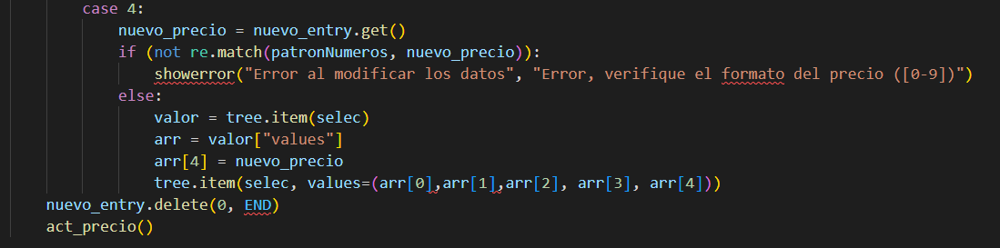 case 4:
nuevo_precio = nuevo_entry.get()
if (not re.match(patronNumeros, nuevo_precio)):
showerror("Error al modificar los datos", "Error, verifique el formato del precio ([0-9])")
else:
valor = tree.item(selec)
arr = valor["values"]
arr[4] = nuevo_precio
tree.item(selec, values=(arr[0],arr[1],arr[2], arr[3], arr[4]))
nuevo_entry.delete(0, END)
act_precio()